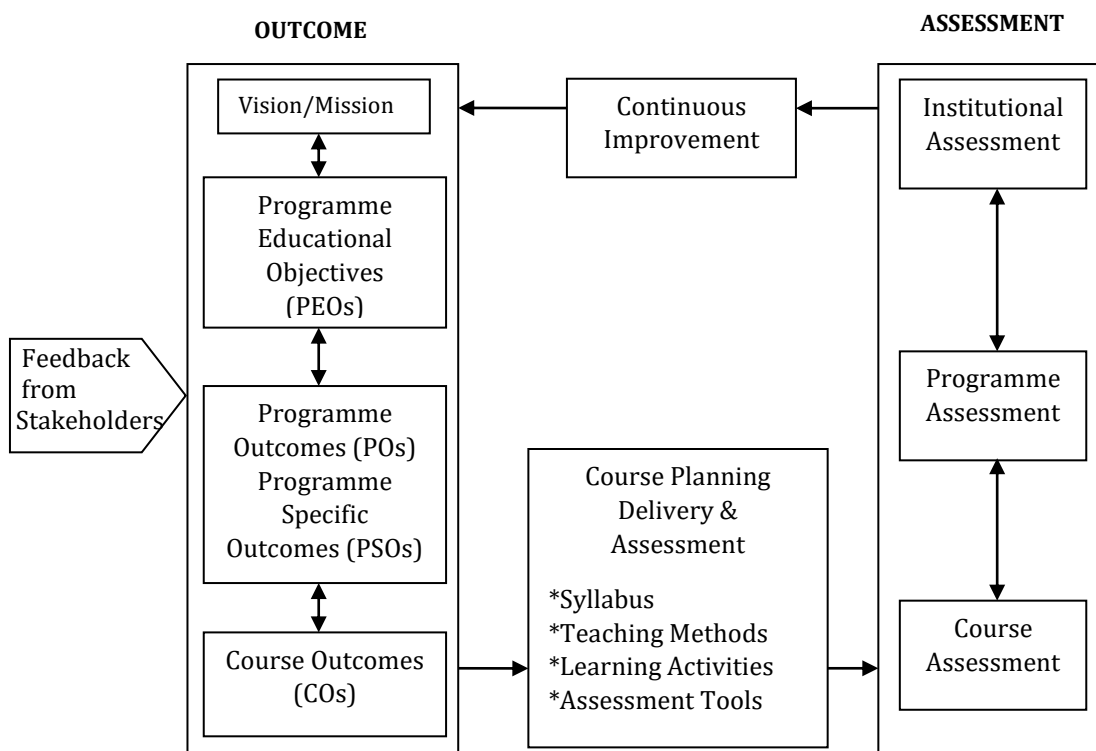 OUTCOME
ASSESSMENT
Vision/Mission
Programme
Educational
Objectives
(PEOs)
Programme
Outcomes (POs)
Programme
Specific
Outcomes (PSOs)
Course Outcomes
(COs)
Feedback
from
Stakeholders
Continuous
Improvement
Course Planning
Delivery &
Assessment
*Syllabus
*Teaching Methods
*Learning Activities
*Assessment Tools
Institutional
Assessment
Programme
Assessment
Course
Assessment